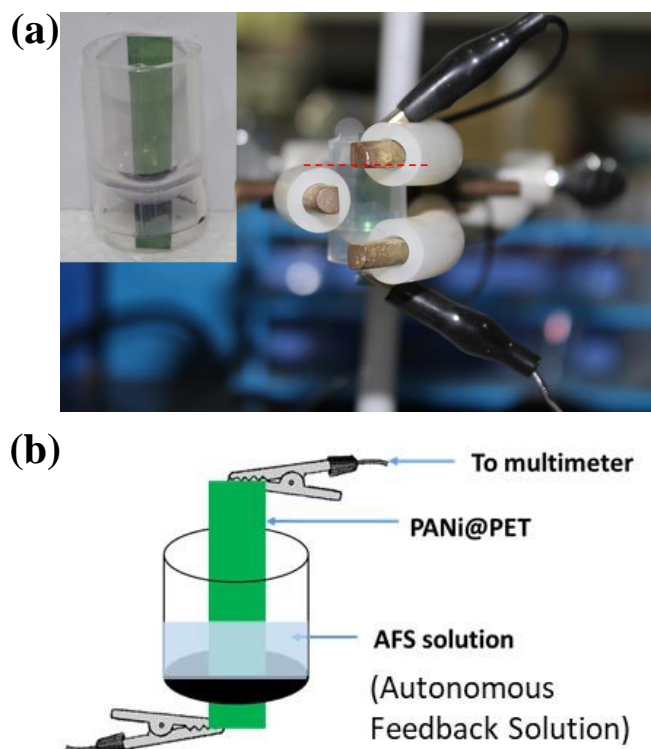 (a)
(b)
To multimeter
PANi@PET
AFS solution
(Autonomous
Feedback Solution)